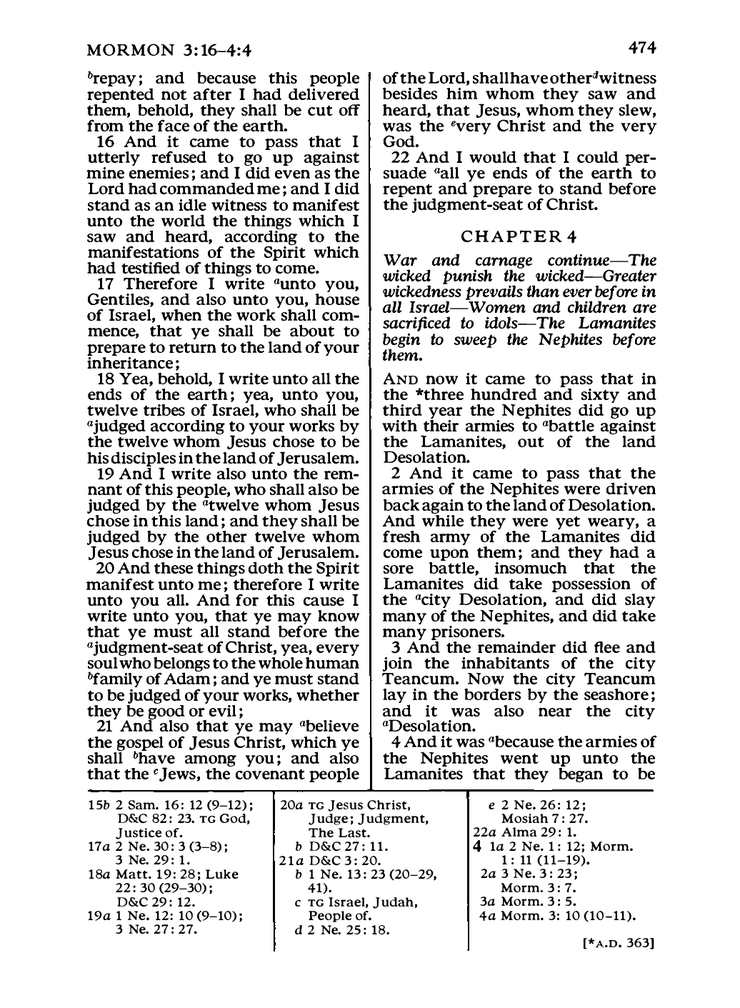 MORMON 3:16–4:4
474
brepay; and because this people
repented not after I had delivered
them, behold, they shall be cut off
from the face of the earth.
16 And it came to pass that I
utterly refused to go up against
mine enemies; and I did even as the
Lord had commanded me; and I did
stand as an idle witness to manifest
unto the world the things which I
saw and heard, according to the
manifestations of the Spirit which
had testified of things to come.
17 Therefore I write aunto you,
Gentiles, and also unto you, house
of Israel, when the work shall com-
mence, that ye shall be about to
prepare to return to the land of your
inheritance;
18 Yea, behold, I write unto all the
ends of the earth; yea, unto you,
twelve tribes of Israel, who shall be
ajudged according to your works by
the twelve whom Jesus chose to be
his disciples in the land of Jerusalem.
19 And I write also unto the rem-
nant of this people, who shall also be
judged by the atwelve whom Jesus
chose in this land; and they shall be
judged by the other twelve whom
Jesus chose in the land of Jerusalem.
20 And these things doth the Spirit
manifest unto me; therefore I write
unto you all. And for this cause I
write unto you, that ye may know
that ye must all stand before the
ajudgment-seat of Christ, yea, every
soul who belongs to the whole human
bfamily of Adam; and ye must stand
to be judged of your works, whether
they be good or evil;
21 And also that ye may abelieve
the gospel of Jesus Christ, which ye
shall bhave among you; and also
that the cJews, the covenant people
of the Lord, shall have other dwitness
besides him whom they saw and
heard, that Jesus, whom they slew,
was the every Christ and the very
God.
22 And I would that I could per-
suade aall ye ends of the earth to
repent and prepare to stand before
the judgment-seat of Christ.
CHAPTER 4
War and carnage continue—The
wicked punish the wicked—Greater
wickedness prevails than ever before in
all Israel—Women and children are
sacrificed to idols—The Lamanites
begin to sweep the Nephites before
them.
AND now it came to pass that in
the *three hundred and sixty and
third year the Nephites did go up
with their armies to abattle against
the Lamanites, out of the land
Desolation.
2 And it came to pass that the
armies of the Nephites were driven
back again to the land of Desolation.
And while they were yet weary, a
fresh army of the Lamanites did
come upon them; and they had a
sore battle, insomuch that the
Lamanites did take possession of
the acity Desolation, and did slay
many of the Nephites, and did take
many prisoners.
3 And the remainder did flee and
join the inhabitants of the city
Teancum. Now the city Teancum
lay in the borders by the seashore;
and it was also near the city
aDesolation.
4 And it was abecause the armies of
the Nephites went up unto the
Lamanites that they began to be
15b 2 Sam. 16: 12 (9–12);
D&C 82: 23. TG God,
Justice of.
17a 2 Ne. 30: 3 (3–8);
3 Ne. 29: 1.
18a Matt. 19: 28; Luke
22: 30 (29–30);
D&C 29: 12.
19a 1 Ne. 12: 10 (9–10);
3 Ne. 27: 27.
20a TG Jesus Christ,
Judge; Judgment,
The Last.
b D&C 27: 11.
21a D&C 3: 20.
b 1 Ne. 13: 23 (20–29,
41).
c TG Israel, Judah,
People of.
d 2 Ne. 25: 18.
e 2 Ne. 26: 12;
Mosiah 7: 27.
22a Alma 29: 1.
4 1a 2 Ne. 1: 12; Morm.
1: 11 (11–19).
2a 3 Ne. 3: 23;
Morm. 3: 7.
3a Morm. 3: 5.
4a Morm. 3: 10 (10–11).
[*A.D. 363]